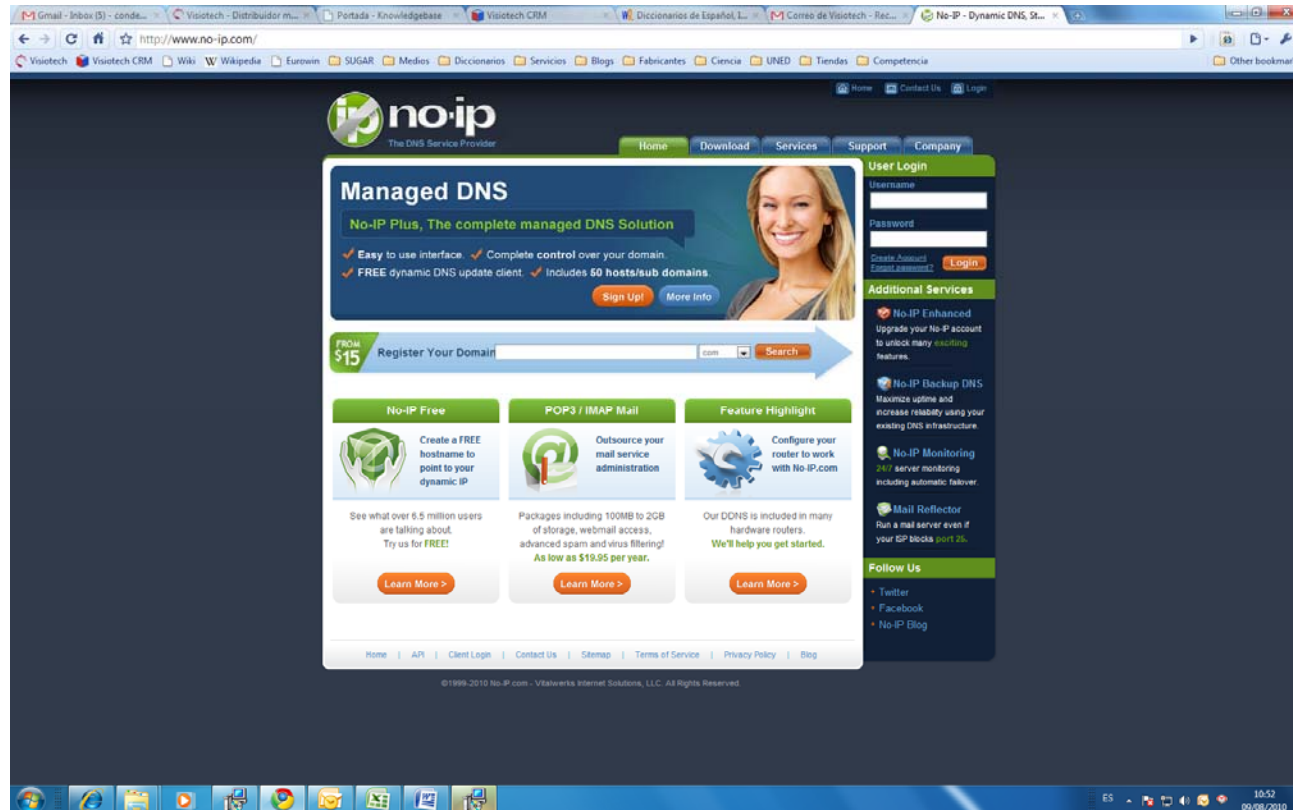 Gmail - Inbox (5) - conde...
Visiotech - Distribuidor m...
Portada - Knowledgebase
Visiotech CRM
Diccionarios de Español, I...
Correo de Visiotech - Rec...
No-IP - Dynamic DNS, St...
http://www.no-ip.com/
Visiotech
Visiotech CRM
Wiki
Wikipedia
Eurowin
SUGAR
Medios
Diccionarios
Servicios
Blogs
Fabricantes
Ciencia
UNED
Tiendas
Competencia
Other bookmar
Home
Contact Us
Login
ip no·ip
The DNS Service Provider
Home
Download
Services
Support
Company
Managed DNS
No-IP Plus, The complete managed DNS Solution
Easy to use interface. Complete control over your domain.
FREE dynamic DNS update client. Includes 50 hosts/sub domains.
Sign Up!
More Info
FROM
$15
Register Your Domain
com
Search
No-IP Free
Create a FREE
hostname to
point to your
dynamic IP
See what over 6.5 million users
are talking about.
Try us for FREE!
Learn More >
POP3 / IMAP Mail
Outsource your
mail service
administration
Packages including 100MB to 2GB
of storage, webmail access,
advanced spam and virus filtering!
As low as $19.95 per year.
Learn More >
Feature Highlight
Configure your
router to work
with No-IP.com
Our DDNS is included in many
hardware routers.
We'll help you get started.
Learn More >
User Login
Username
Password
Create Account
Forgot password?
Login
Additional Services
No-IP Enhanced
Upgrade your No-IP account
to unlock many exciting
features.
No-IP Backup DNS
Maximize uptime and
increase reliability using your
existing DNS infrastructure.
No-IP Monitoring
24/7 server monitoring
including automatic failover.
Mail Reflector
Run a mail server even if
your ISP blocks port 25.
Follow Us
Twitter
Facebook
No-IP Blog
Home | API | Client Login | Contact Us | Sitemap | Terms of Service | Privacy Policy | Blog
©1999-2010 No-IP.com - Vitalwerks Internet Solutions, LLC. All Rights Reserved.
ES
10:52
09/08/2010